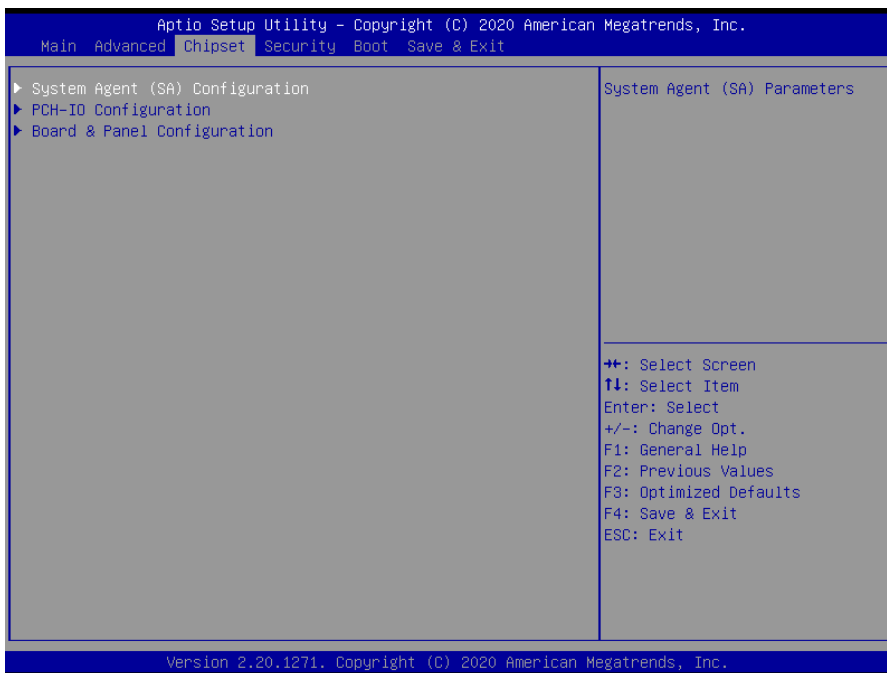 Aptio Setup Utility – Copyright (C) 2020 American Megatrends, Inc.
Main Advanced Chipset Security Boot Save & Exit
▶ System Agent (SA) Configuration
▶ PCH-IO Configuration
▶ Board & Panel Configuration
System Agent (SA) Parameters
→←: Select Screen
↑↓: Select Item
Enter: Select
+/-: Change Opt.
F1: General Help
F2: Previous Values
F3: Optimized Defaults
F4: Save & Exit
ESC: Exit
Version 2.20.1271. Copyright (C) 2020 American Megatrends, Inc.